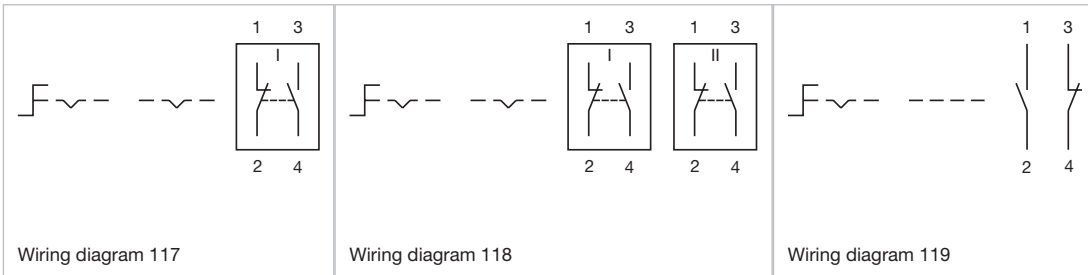 1 3
I
2 4
Wiring diagram 117
1 3 1 3
I II
2 4 2 4
Wiring diagram 118
1 3
2 4
Wiring diagram 119